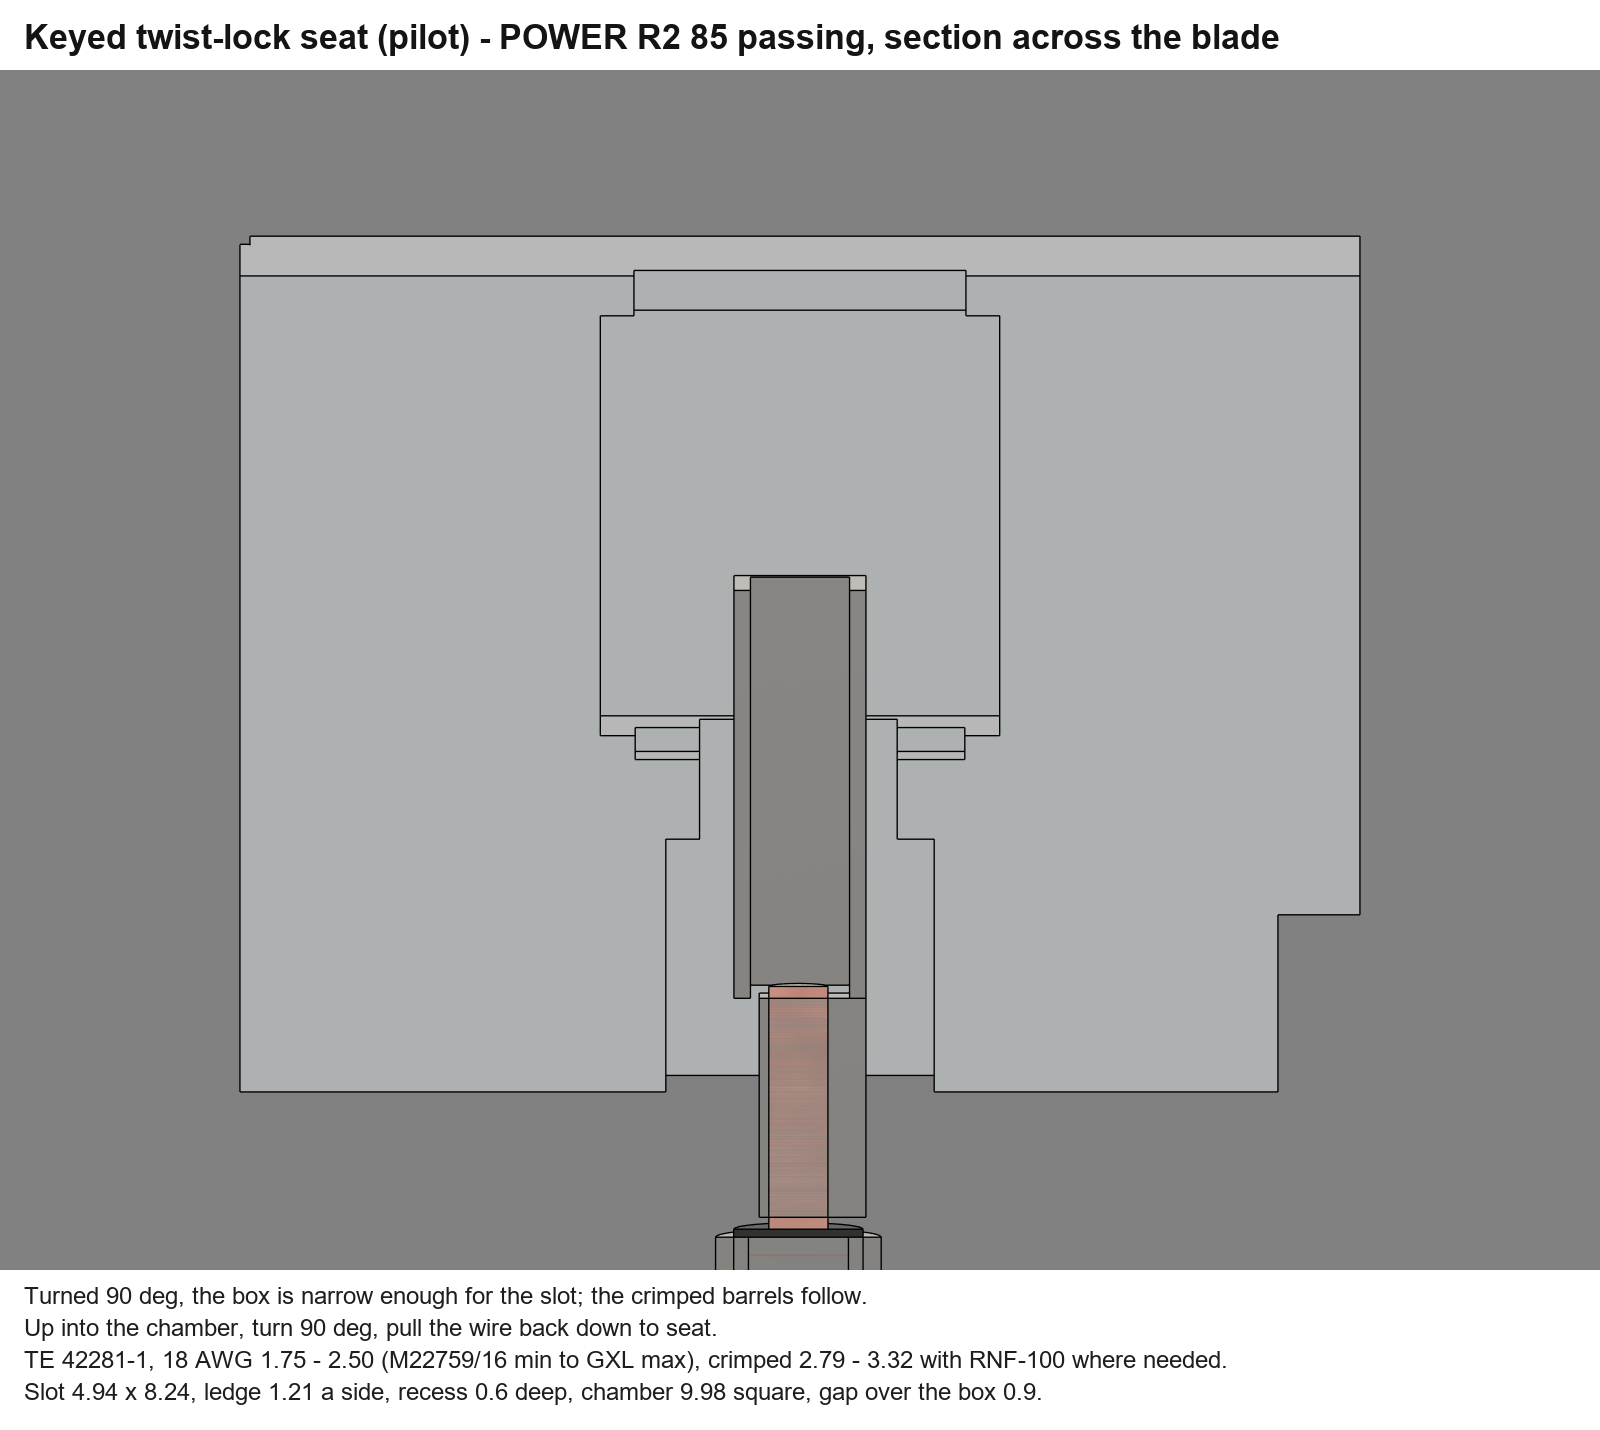 Keyed twist-lock seat (pilot) - POWER R2 85 passing, section across the blade
Turned 90 deg, the box is narrow enough for the slot; the crimped barrels follow.
Up into the chamber, turn 90 deg, pull the wire back down to seat.
TE 42281-1, 18 AWG 1.75 - 2.50 (M22759/16 min to GXL max), crimped 2.79 - 3.32 with RNF-100 where needed.
Slot 4.94 x 8.24, ledge 1.21 a side, recess 0.6 deep, chamber 9.98 square, gap over the box 0.9.